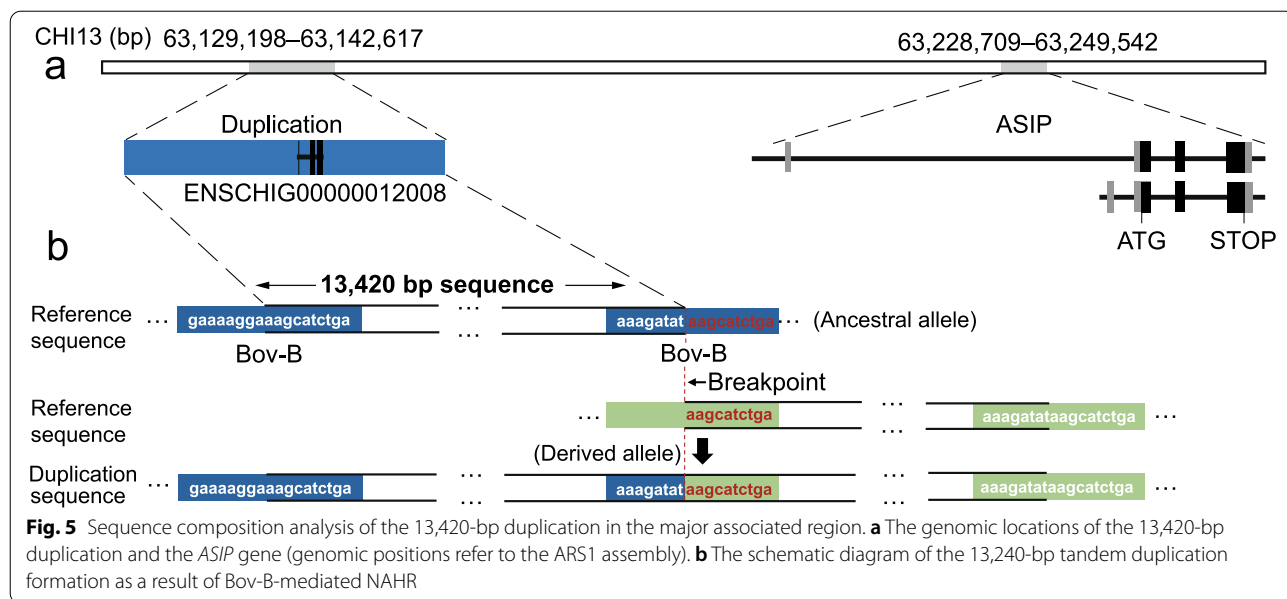 CHI13 (bp) 63,129,198–63,142,617 63,228,709–63,249,542
a
Duplication ASIP
ENSCHIG00000012008
ATG STOP
b
13,420 bp sequence
Reference sequence ... gaaaaggaaagcatctga ... aaagatat aagcatctga ... (Ancestral allele)
Bov-B Bov-B
Breakpoint
Reference sequence ... aagcatctga ... aaagatataagcatctga ...
(Derived allele)
Duplication sequence ... gaaaaggaaagcatctga ... aaagatat aagcatctga ... aaagatataagcatctga ...
Fig. 5 Sequence composition analysis of the 13,420-bp duplication in the major associated region. a The genomic locations of the 13,420-bp
duplication and the ASIP gene (genomic positions refer to the ARS1 assembly). b The schematic diagram of the 13,240-bp tandem duplication
formation as a result of Bov-B-mediated NAHR